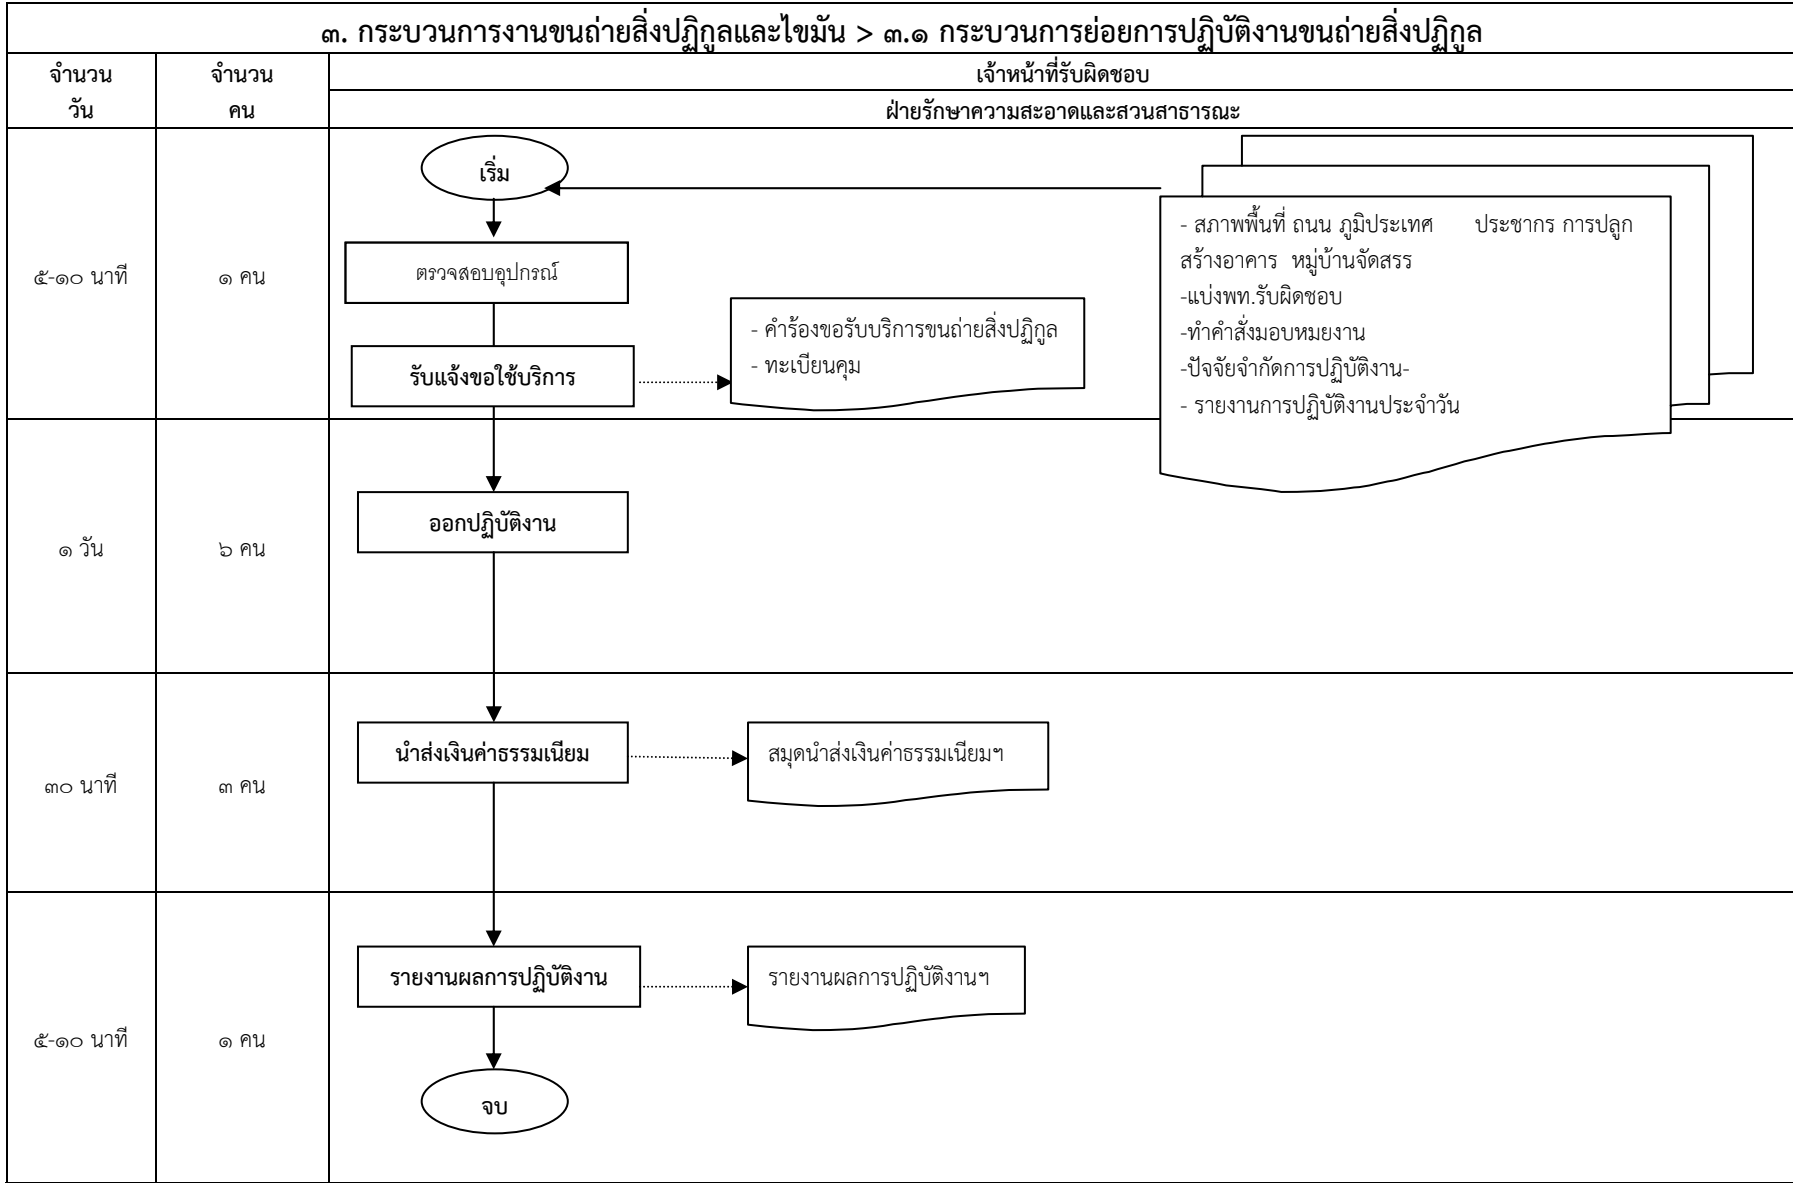 ๓. กระบวนการงานขนถ่ายสิ่งปฏิกูลและไขมัน > ๓.๑ กระบวนการย่อยการปฏิบัติงานขนถ่ายสิ่งปฏิกูล
จำนวน
วัน
จำนวน
คน
เจ้าหน้าที่รับผิดชอบ
ฝ่ายรักษาความสะอาดและสวนสาธารณะ
๕-๑๐ นาที
๑ คน
เริ่ม
ตรวจสอบอุปกรณ์
รับแจ้งขอใช้บริการ
- คำร้องขอรับบริการขนถ่ายสิ่งปฏิกูล
- ทะเบียนคุม
- สภาพพื้นที่ ถนน ภูมิประเทศ ประชากร การปลูก
สร้างอาคาร หมู่บ้านจัดสรร
-แบ่งพท.รับผิดชอบ
-ทำคำสั่งมอบหมยงาน
-ปัจจัยจำกัดการปฏิบัติงาน-
- รายงานการปฏิบัติงานประจำวัน
๑ วัน
๖ คน
ออกปฏิบัติงาน
๓๐ นาที
๓ คน
นำส่งเงินค่าธรรมเนียม
สมุดนำส่งเงินค่าธรรมเนียมฯ
๕-๑๐ นาที
๑ คน
รายงานผลการปฏิบัติงาน
รายงานผลการปฏิบัติงานฯ
จบ